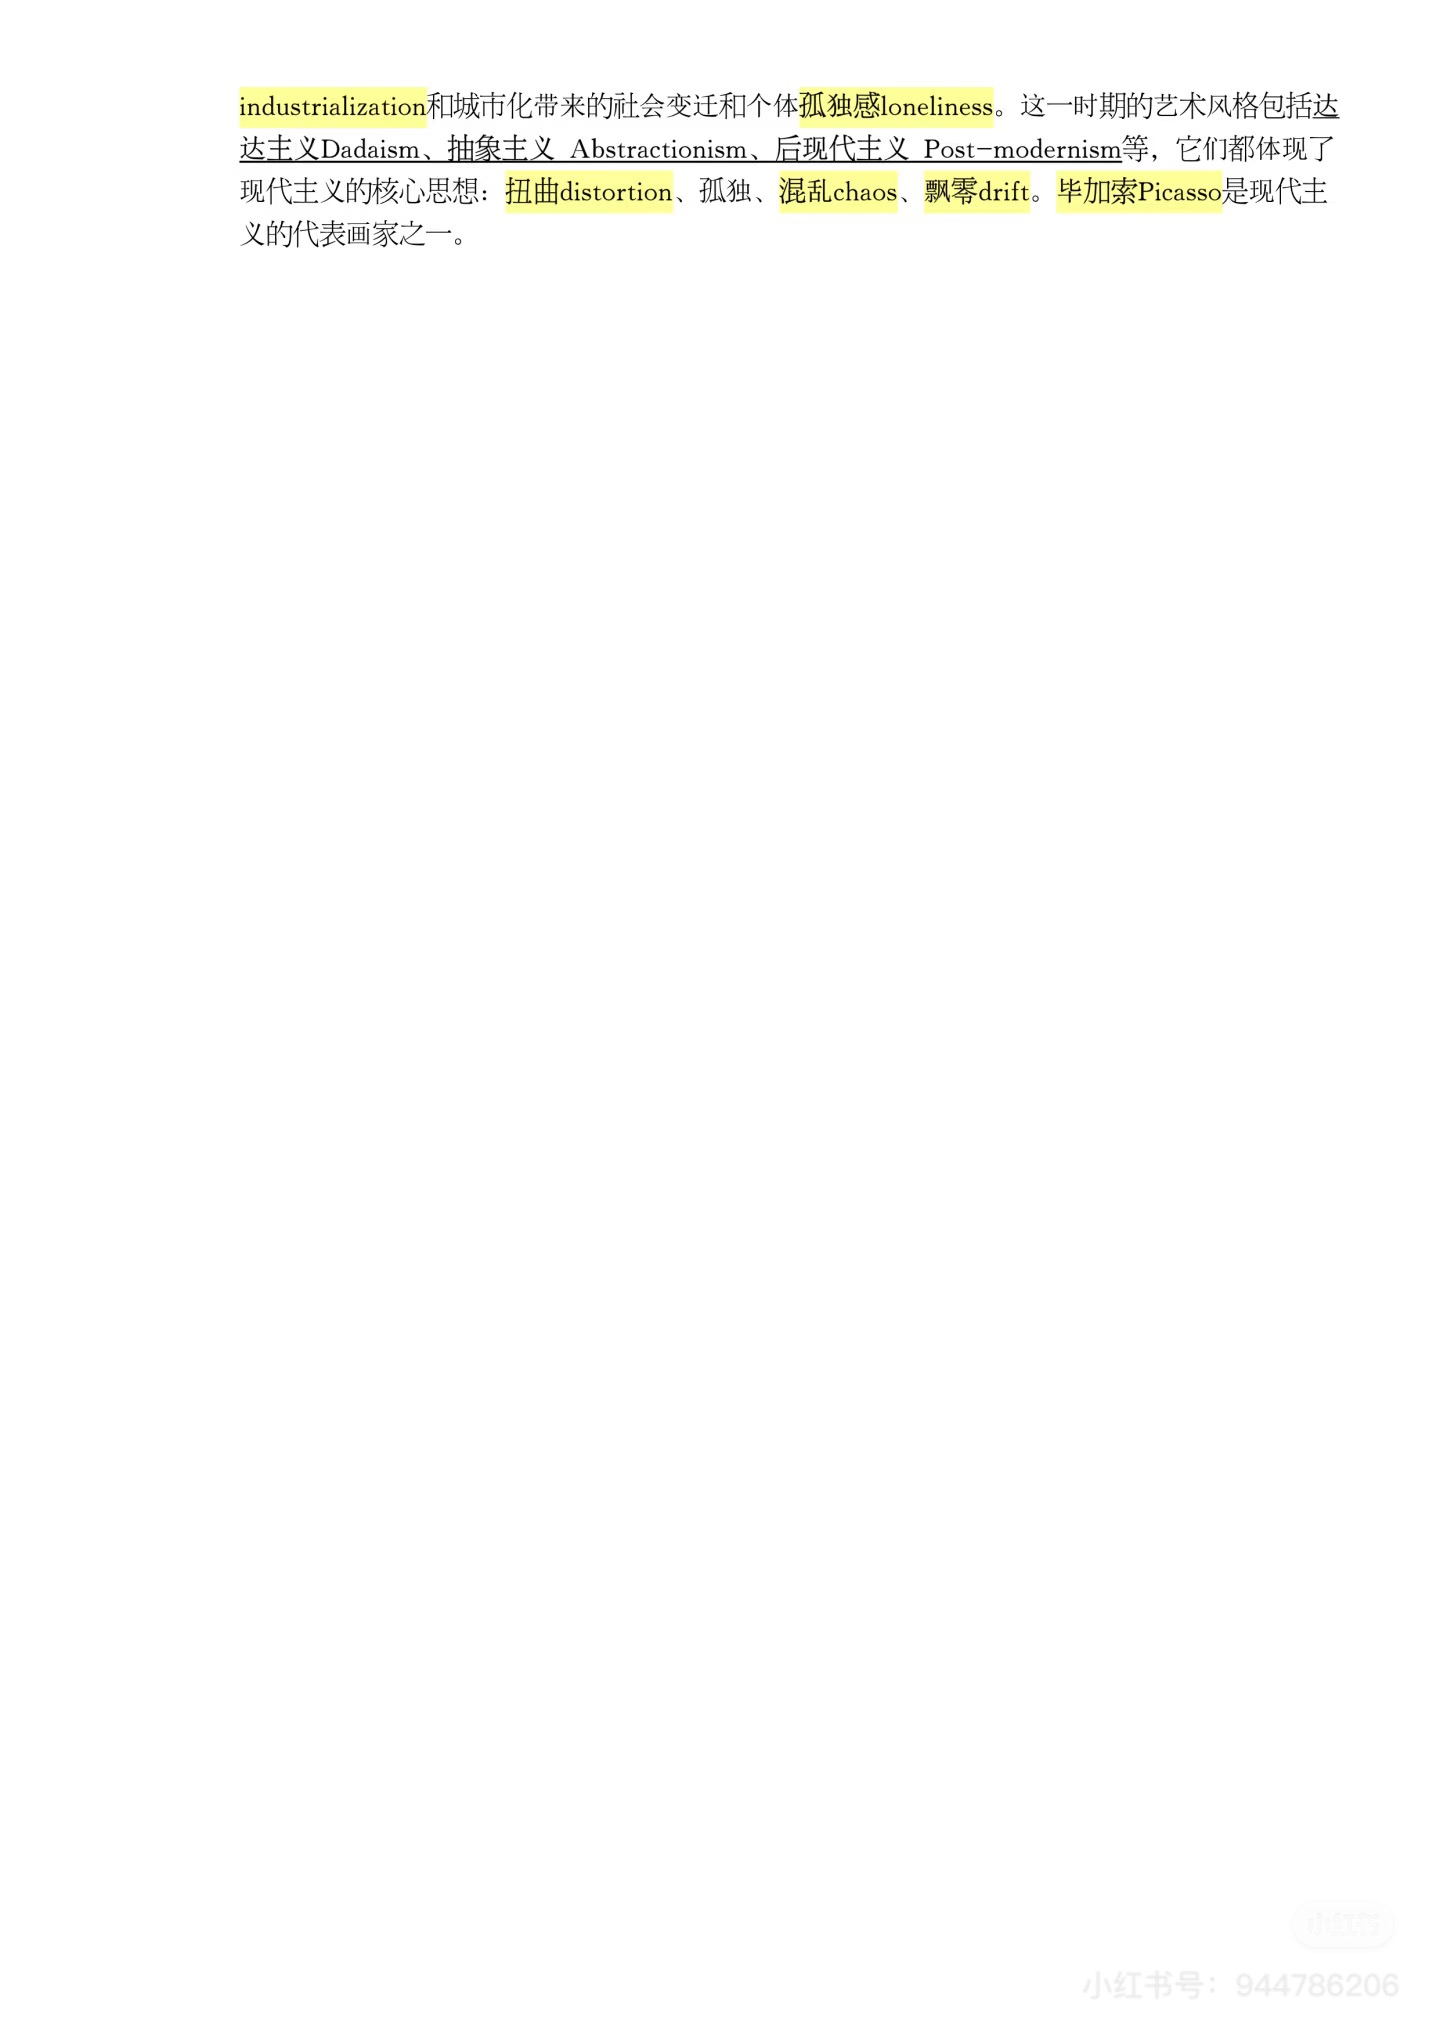 industrialization和城市化带来的社会变迁和个体孤独感loneliness。这一时期的艺术风格包括达
达主义Dadaism、抽象主义 Abstractionism、后现代主义 Post-modernism等，它们都体现了
现代主义的核心思想：扭曲distortion、孤独、混乱chaos、飘零drift。毕加索Picasso是现代主
义的代表画家之一。
小红书
小红书号：944786206